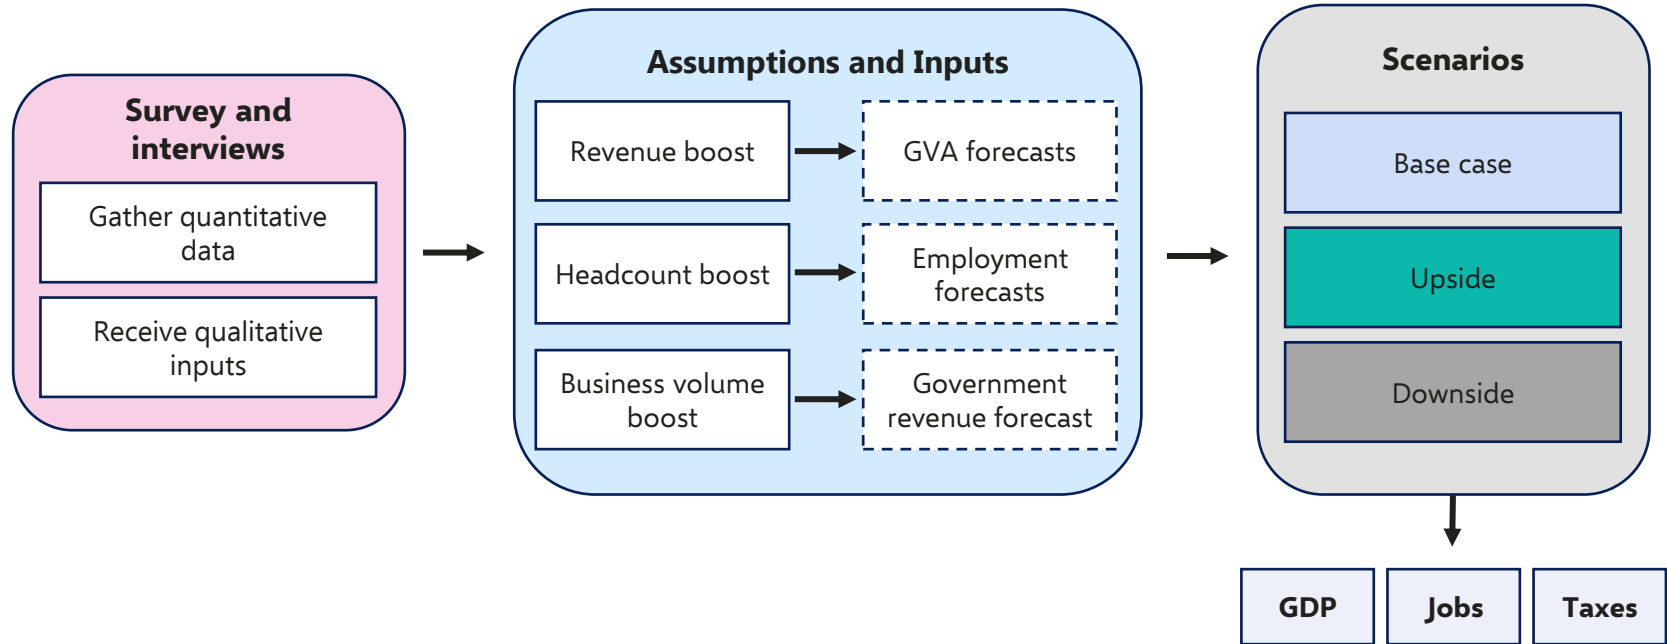 Survey and
interviews
Gather quantitative
data
Receive qualitative
inputs
Assumptions and Inputs
Revenue boost
GVA forecasts
Headcount boost
Employment
forecasts
Business volume
boost
Government
revenue forecast
Scenarios
Base case
Upside
Downside
GDP
Jobs
Taxes